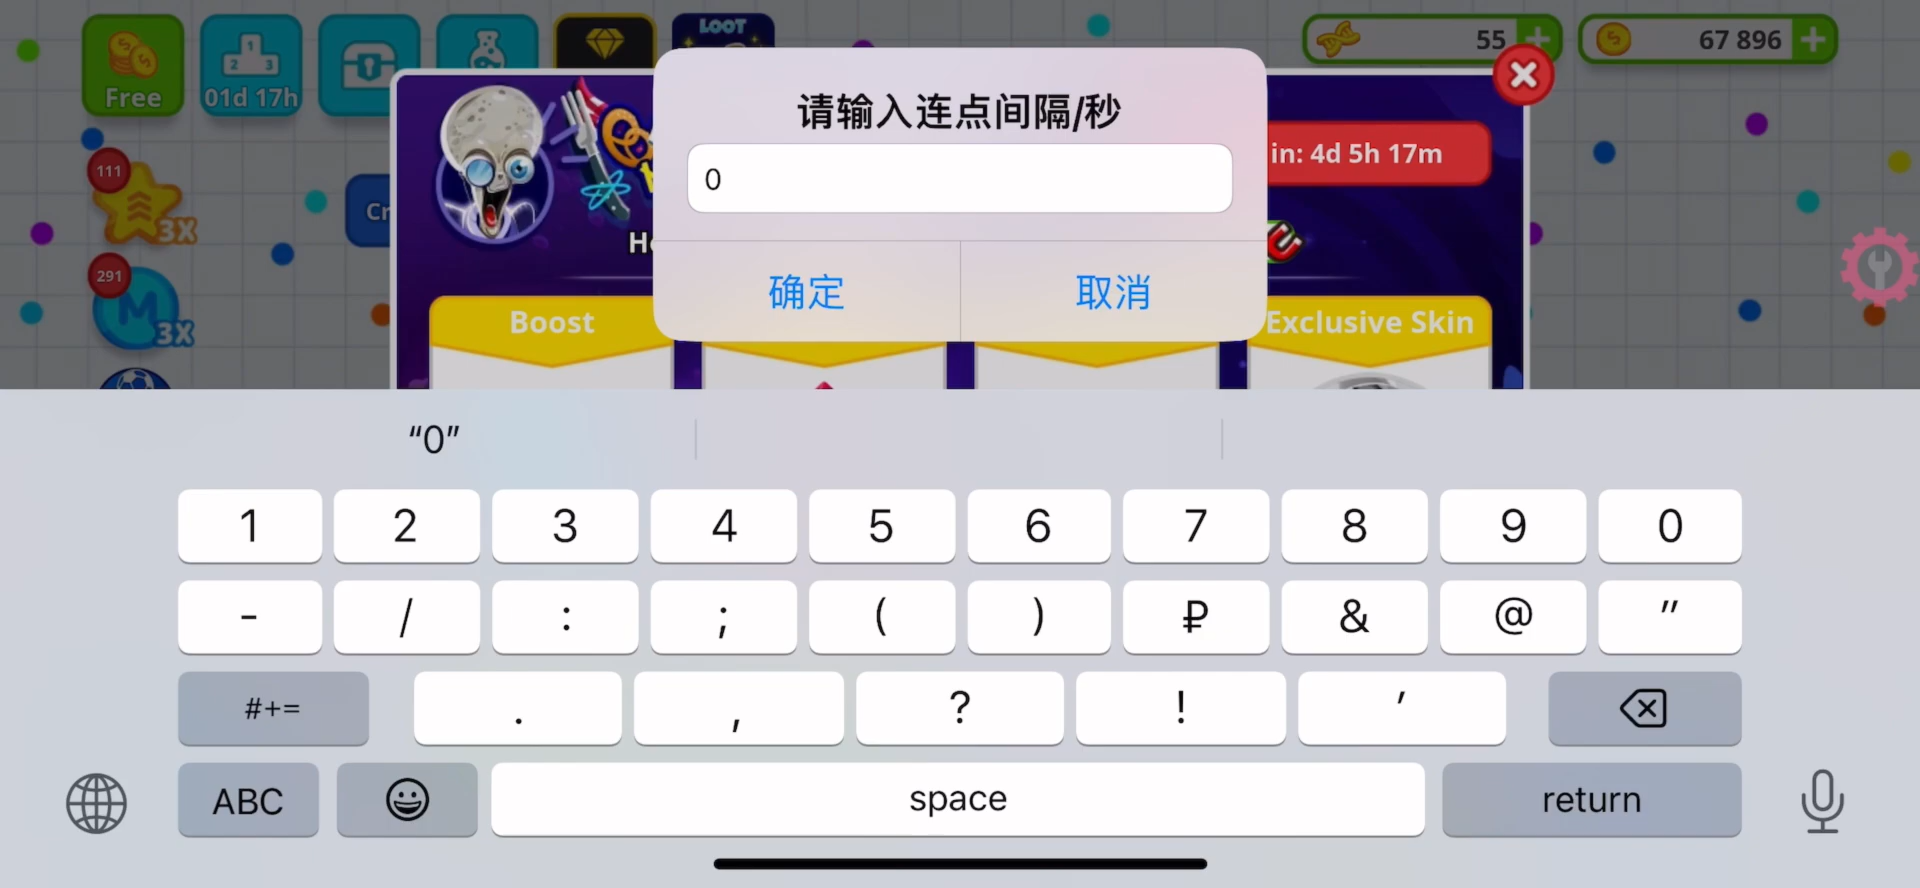 LOOT
55
67 896
Free
01d 17h
请输入连点间隔/秒
0
in: 4d 5h 17m
111
3X
Cr
291
M
3X
确定
取消
Boost
Exclusive Skin
“0”
1 2 3 4 5 6 7 8 9 0
- / : ; ( ) ₽ & @ "
#+= . , ? ! '
ABC space return